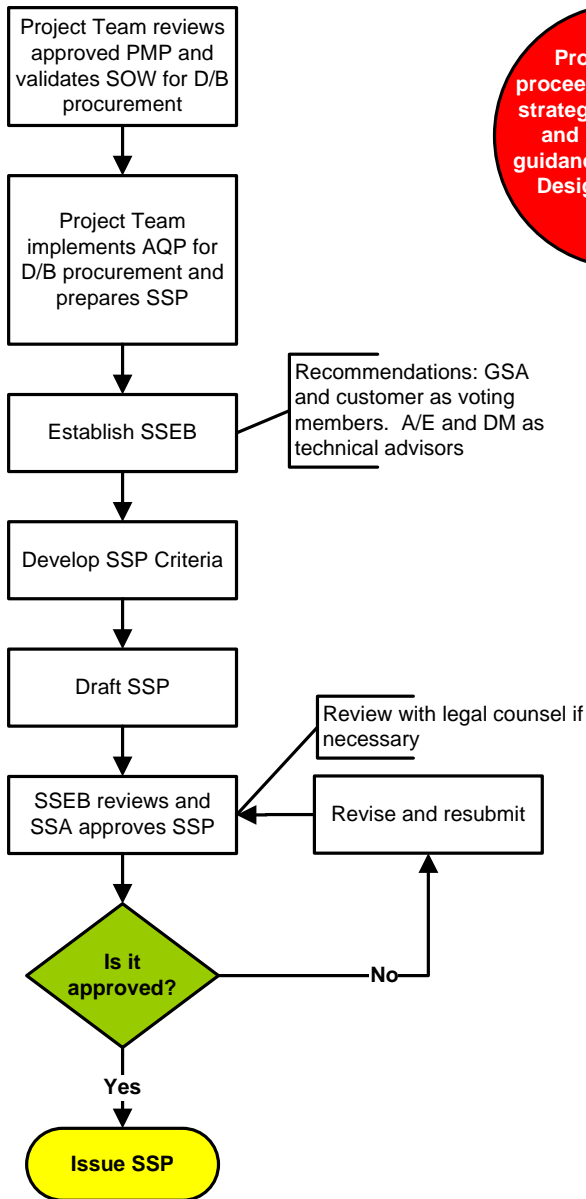 Project Team reviews
approved PMP and
validates SOW for D/B
procurement
Pro
procee
strateg
and
guidanc
Desig
Project Team
implements AQP for
D/B procurement and
prepares SSP
Establish SSEB
Recommendations: GSA
and customer as voting
members. A/E and DM as
technical advisors
Develop SSP Criteria
Draft SSP
Review with legal counsel if
necessary
SSEB reviews and
SSA approves SSP
Revise and resubmit
Is it
approved?
No
Yes
Issue SSP